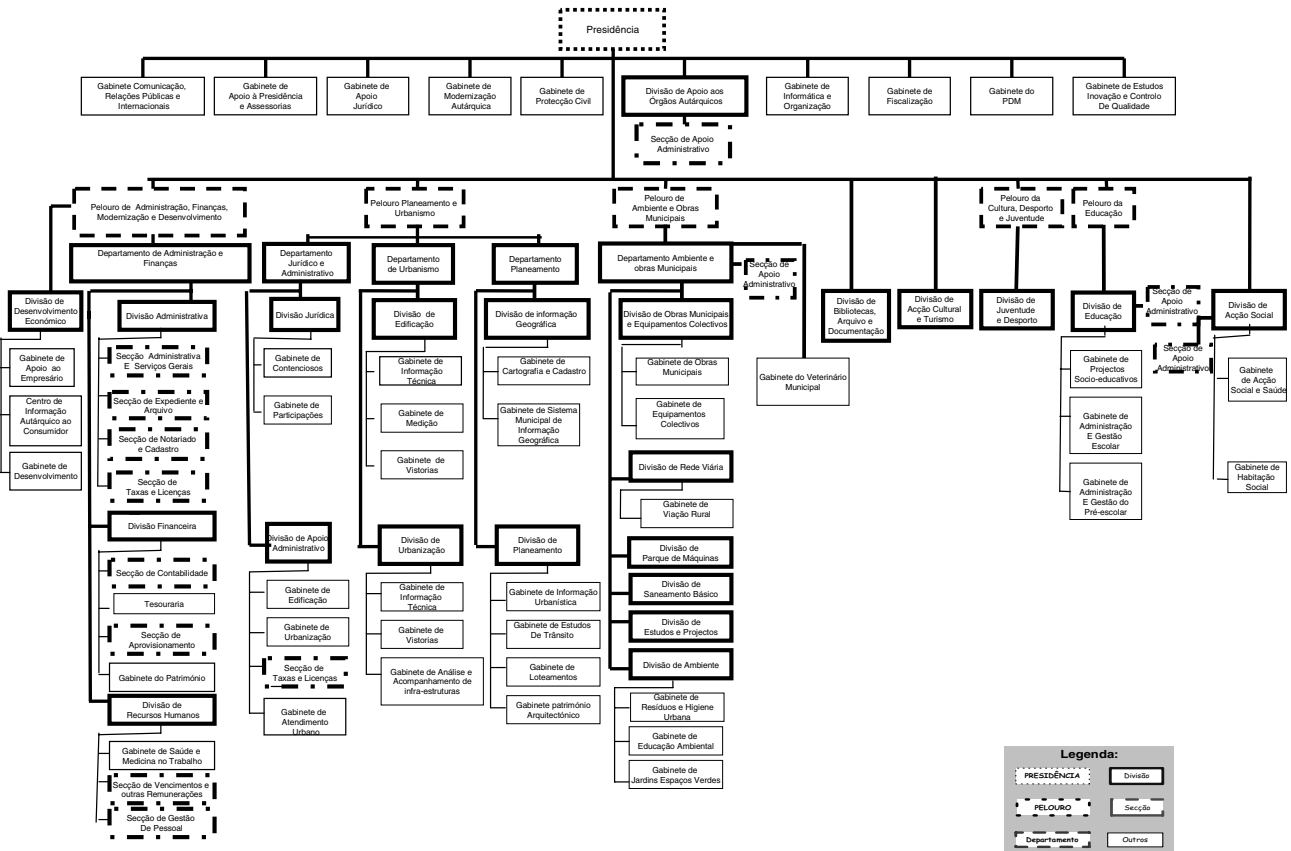 Presidência
Gabinete Comunicação,
Relações Públicas e
Internacionais
Gabinete de
Apoio à Presidência
e Assessorias
Gabinete de
Apoio
Jurídico
Gabinete de
Modernização
Autárquica
Gabinete de
Protecção Civil
Divisão de Apoio aos
Órgãos Autárquicos
Gabinete de
Informática e
Organização
Gabinete de
Fiscalização
Gabinete do
PDM
Gabinete de Estudos
Inovação e Controlo
De Qualidade
Secção de Apoio
Administrativo
Pelouro de Administração, Finanças,
Modernização e Desenvolvimento
Pelouro Planeamento e
Urbanismo
Pelouro de
Ambiente e Obras
Municipais
Pelouro da
Cultura, Desporto
e Juventude
Pelouro da
Educação
Departamento de Administração e
Finanças
Departamento
Jurídico e
Administrativo
Departamento
de Urbanismo
Departamento
Planeamento
Departamento Ambiente e
obras Municipais
Secção de
Apoio
Administrativo
Divisão de
Desenvolvimento
Económico
Divisão Administrativa
Divisão Jurídica
Divisão de
Edificação
Divisão de informação
Geográfica
Divisão de Obras Municipais
e Equipamentos Colectivos
Divisão de
Bibliotecas,
Arquivo e
Documentação
Divisão de
Acção Cultural
e Turismo
Divisão de
Juventude
e Desporto
Divisão de
Educação
Secção de
Apoio
Administrativo
Divisão de
Acção Social
Secção de
Apoio
Administrativo
Gabinete de
Apoio ao
Empresário
Centro de
Informação
Autárquico ao
Consumidor
Gabinete de
Desenvolvimento
Secção Administrativa
E Serviços Gerais
Secção de Expediente e
Arquivo
Secção de Notariado
e Cadastro
Secção de
Taxas e Licenças
Divisão Financeira
Secção de Contabilidade
Tesouraria
Secção de
Aprovisionamento
Gabinete do Património
Divisão de
Recursos Humanos
Gabinete de Saúde e
Medicina no Trabalho
Secção de Vencimentos e
outras Remunerações
Secção de Gestão
De Pessoal
Gabinete de
Contenciosos
Gabinete de
Participações
Divisão de Apoio
Administrativo
Gabinete de
Edificação
Gabinete de
Urbanização
Secção de
Taxas e Licenças
Gabinete de
Atendimento
Urbano
Gabinete de
Informação
Técnica
Gabinete de
Medição
Gabinete de
Vistorias
Divisão de
Urbanização
Gabinete de
Informação
Técnica
Gabinete de
Vistorias
Gabinete de Análise e
Acompanhamento de
infra-estruturas
Gabinete de
Cartografia e Cadastro
Gabinete de Sistema
Municipal de
Informação
Geográfica
Divisão de
Planeamento
Gabinete de Informação
Urbanística
Gabinete de Estudos
De Trânsito
Gabinete de
Loteamentos
Gabinete património
Arquitectónico
Gabinete de Obras
Municipais
Gabinete de
Equipamentos
Colectivos
Divisão de Rede Viária
Gabinete de
Viação Rural
Divisão de
Parque de Máquinas
Divisão de
Saneamento Básico
Divisão de
Estudos e Projectos
Divisão de Ambiente
Gabinete de
Resíduos e Higiene
Urbana
Gabinete de
Educação Ambiental
Gabinete de
Jardins Espaços Verdes
Gabinete do Veterinário
Municipal
Gabinete de
Projectos
Socio-educativos
Gabinete de
Administração
E Gestão
Escolar
Gabinete de
Administração
E Gestão do
Pré-escolar
Gabinete
de Acção
Social e Saúde
Gabinete de
Habitação
Social
Legenda:
PRESIDÊNCIA
Divisão
PELOURO
Secção
Departamento
Outros